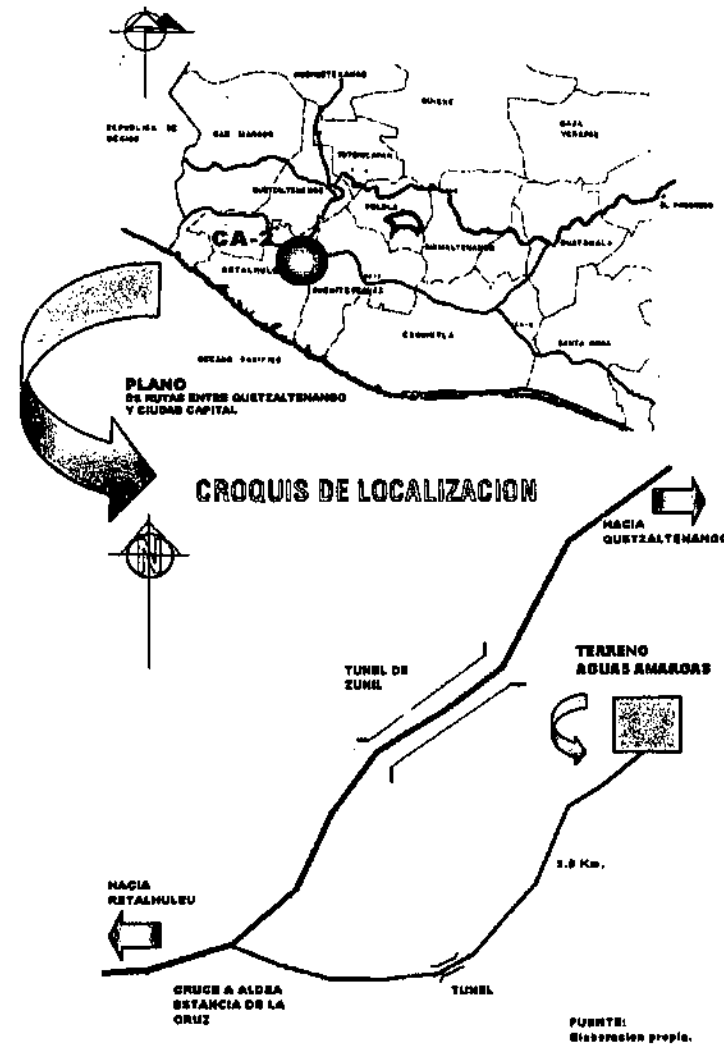 HUEHUETENANGO
QUICHE
REPUBLICA DE
MEXICO
SAN MARCOS
BAJA
VERAPAZ
TOTONICAPAN
QUETZALTENANGO
SOLOLA
EL PROGRESO
CA-2
CHIMALTENANGO
GUATEMALA
RETALHULEU
SUCHITEPEQUEZ
ESCUINTLA
SANTA ROSA
OCEANO PACIFICO
PLANO
DE RUTAS ENTRE QUETZALTENANGO
Y CIUDAD CAPITAL
CROQUIS DE LOCALIZACION
N
HACIA
QUETZALTENANGO
TUNEL DE
ZUNIL
TERRENO
AGUAS AMARGAS
HACIA
RETALHULEU
CRUCE A ALDEA
ESTANCIA DE LA
CRUZ
TUNEL
FUENTE:
Elaboracion propia.